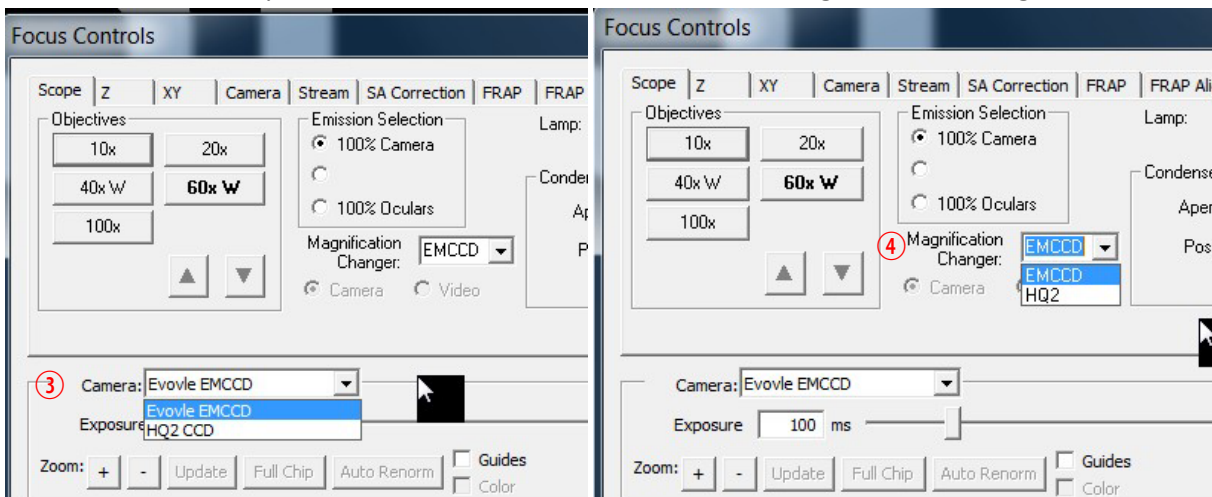 Focus Controls
Scope Z XY Camera Stream SA Correction FRAP FRAP
Objectives
10x 20x
40x W 60x W
100x
Emission Selection
100% Camera
100% Oculars
Magnification
Changer: EMCCD
Camera Video
Lamp:
③ Camera: Evovle EMCCD
Evovle EMCCD
HQ2 CCD
Exposure
Zoom: + - Update Full Chip Auto Renorm Guides
Color
Focus Controls
Scope Z XY Camera Stream SA Correction FRAP FRAP Ali
Objectives
10x 20x
40x W 60x W
100x
Emission Selection
100% Camera
100% Oculars
④ Magnification
Changer: EMCCD
EMCCD
HQ2
Camera
Lamp:
Condense
Aper
Pos
Camera: Evovle EMCCD
Exposure 100 ms
Zoom: + - Update Full Chip Auto Renorm Guides
Color